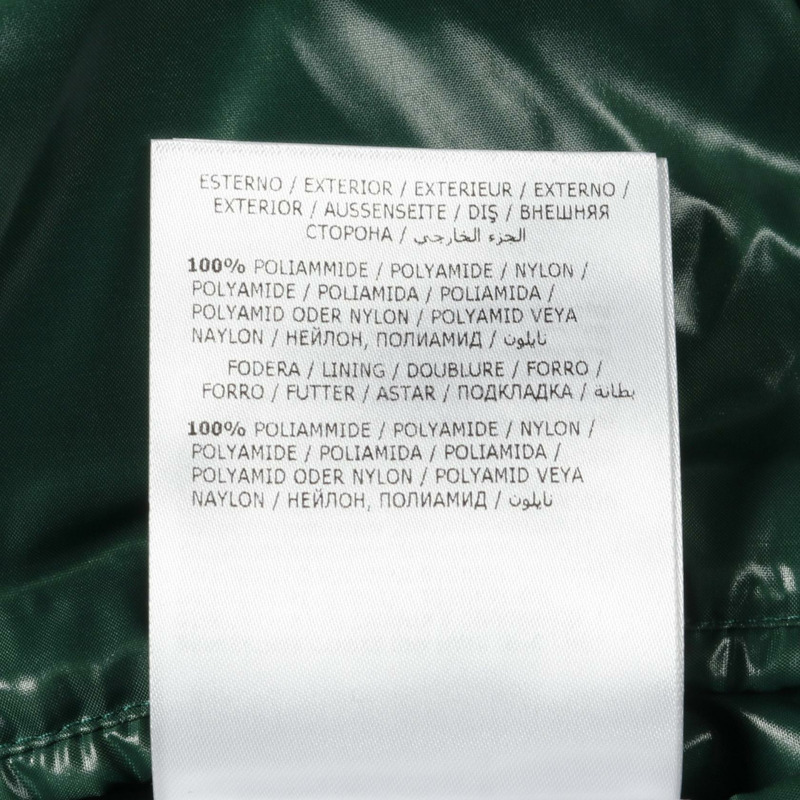 ESTERNO / EXTERIOR / EXTERIEUR / EXTERNO /
EXTERIOR / AUSSENSEITE / DIŞ / ВНЕШНЯЯ
СТОРОНА / الجزء الخارجي
100% POLIAMMIDE / POLYAMIDE / NYLON /
POLYAMIDE / POLIAMIDA / POLIAMIDA /
POLYAMID ODER NYLON / POLYAMID VEYA
NAYLON / НЕЙЛОН, ПОЛИАМИД / نايلون
FODERA / LINING / DOUBLURE / FORRO /
FORRO / FUTTER / ASTAR / ПОДКЛАДКА / بطانة
100% POLIAMMIDE / POLYAMIDE / NYLON /
POLYAMIDE / POLIAMIDA / POLIAMIDA /
POLYAMID ODER NYLON / POLYAMID VEYA
NAYLON / НЕЙЛОН, ПОЛИАМИД / نايلون